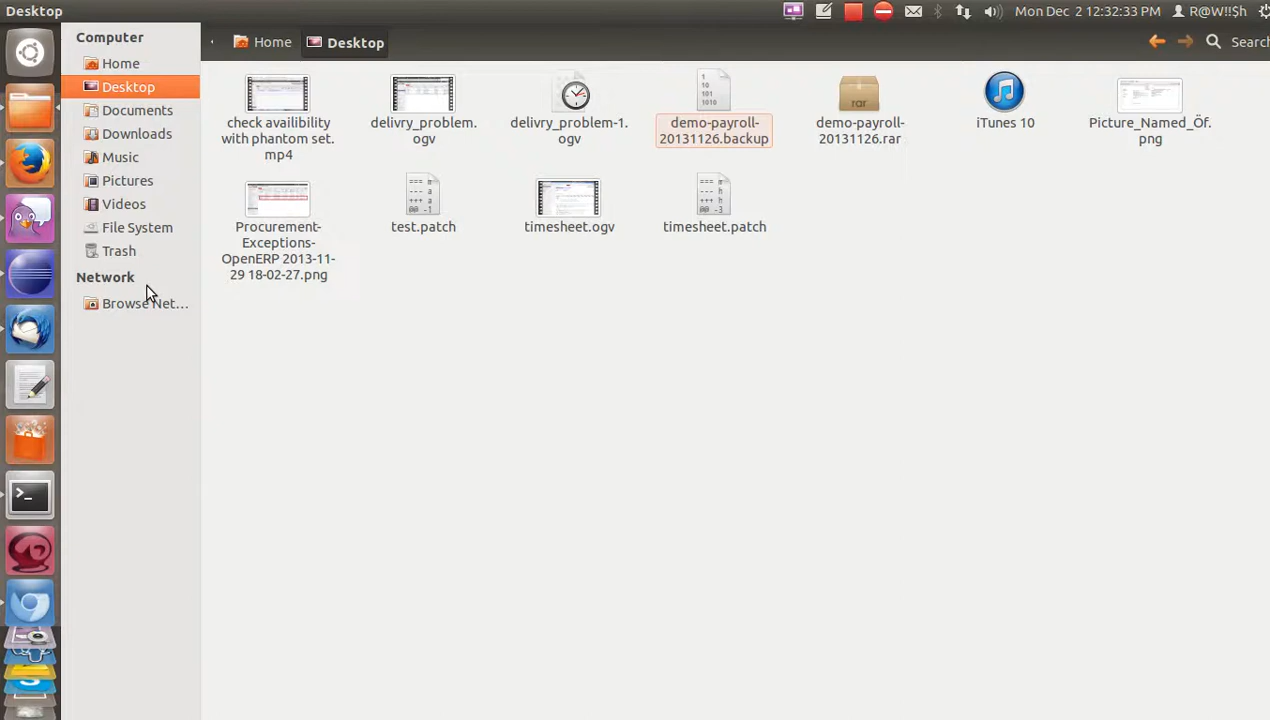 Desktop
Mon Dec 2 12:32:33 PM
R@W!!$h
Computer
Home
Desktop
Documents
Downloads
Music
Pictures
Videos
File System
Trash
Network
Browse Net...
Home
Desktop
Search
check availibility
with phantom set.
mp4
delivry_problem.
ogv
delivry_problem-1.
ogv
demo-payroll-
20131126.backup
rar
demo-payroll-
20131126.rar
iTunes 10
Picture_Named_Öf.
png
Procurement-
Exceptions-
OpenERP 2013-11-
29 18-02-27.png
test.patch
timesheet.ogv
timesheet.patch